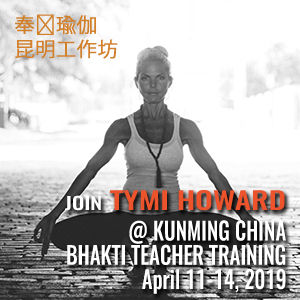 奉☒瑜伽
昆明工作坊
JOIN TYMI HOWARD
@ KUNMING CHINA
BHAKTI TEACHER TRAINING
April 11-14, 2019